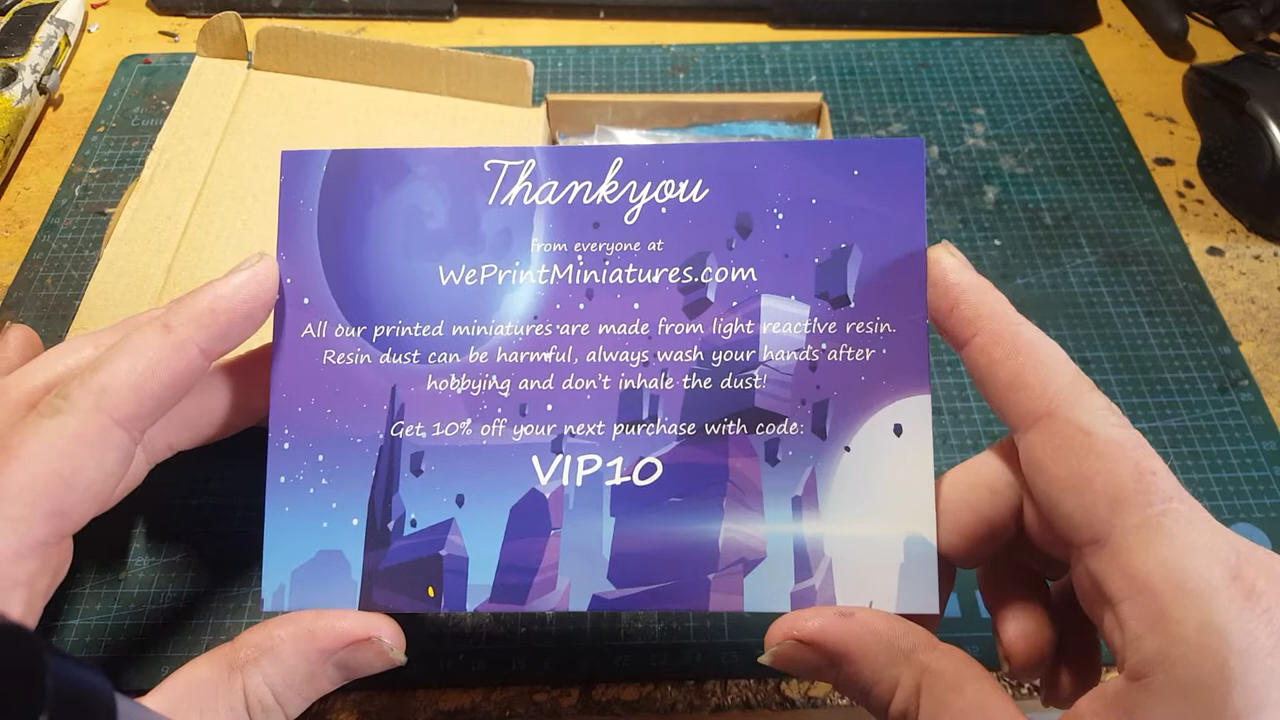 Thankyou
from everyone at
WePrintMiniatures.com
All our printed miniatures are made from light reactive resin.
Resin dust can be harmful, always wash your hands after
hobbying and don't inhale the dust!
Get 10% off your next purchase with code:
VIP10